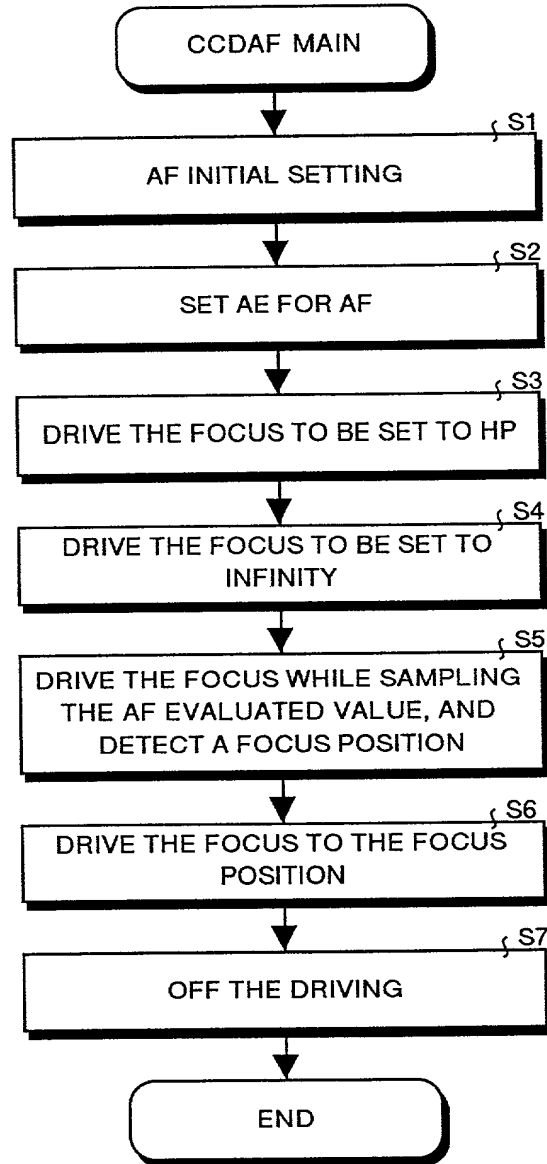 CCDAF MAIN
S1
AF INITIAL SETTING
S2
SET AE FOR AF
S3
DRIVE THE FOCUS TO BE SET TO HP
S4
DRIVE THE FOCUS TO BE SET TO
INFINITY
S5
DRIVE THE FOCUS WHILE SAMPLING
THE AF EVALUATED VALUE, AND
DETECT A FOCUS POSITION
S6
DRIVE THE FOCUS TO THE FOCUS
POSITION
S7
OFF THE DRIVING
END